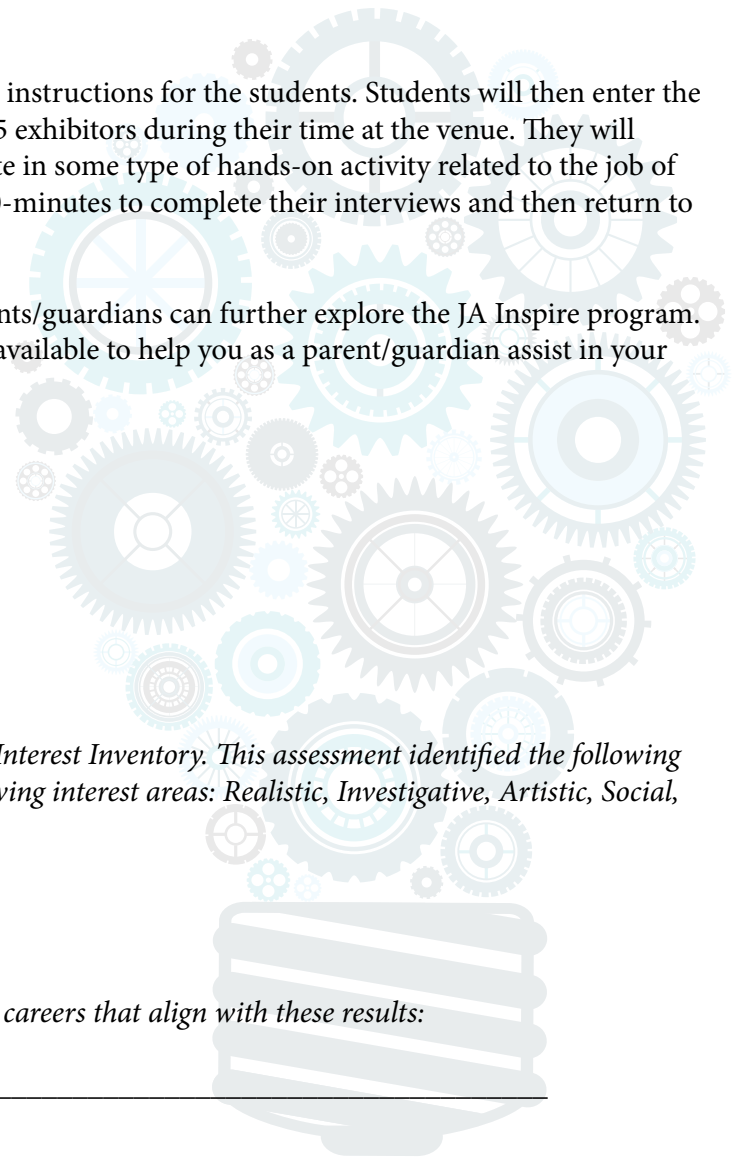 instructions for the students. Students will then enter the
5 exhibitors during their time at the venue. They will
te in some type of hands-on activity related to the job of
0-minutes to complete their interviews and then return to
nts/guardians can further explore the JA Inspire program.
available to help you as a parent/guardian assist in your
Interest Inventory. This assessment identified the following
wing interest areas: Realistic, Investigative, Artistic, Social,
careers that align with these results: